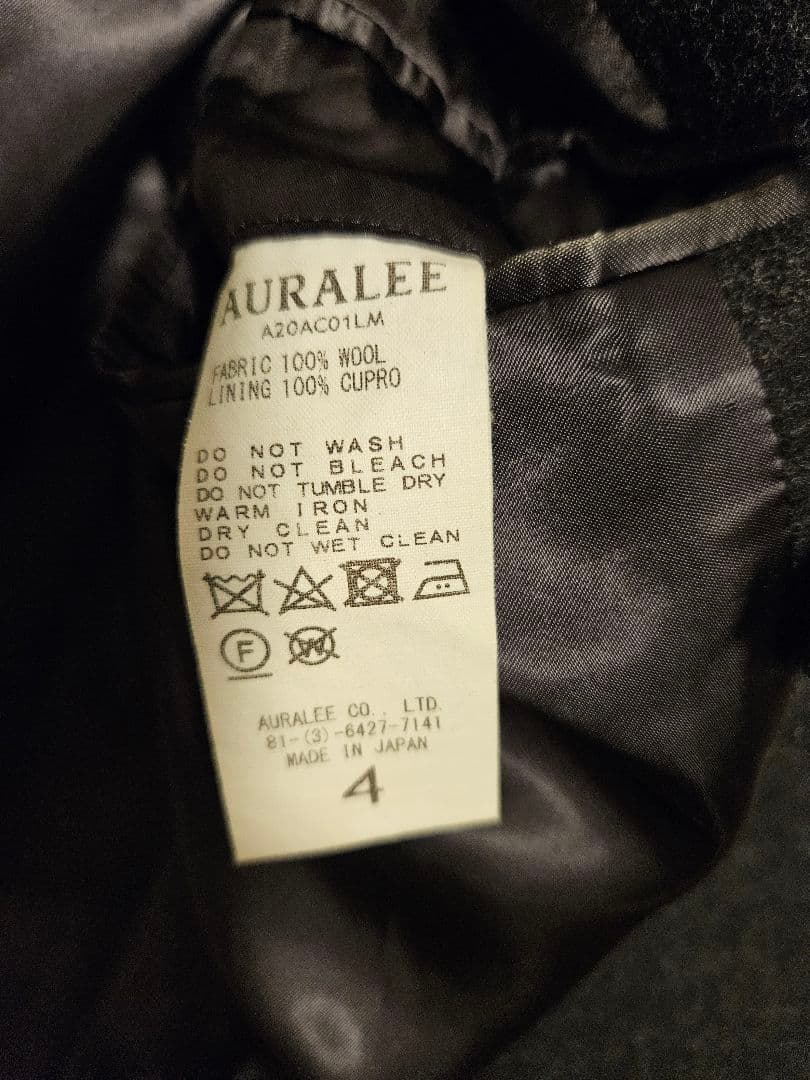 AURALEE
A20AC01LM
FABRIC 100% WOOL
LINING 100% CUPRO
DO NOT WASH
DO NOT BLEACH
DO NOT TUMBLE DRY
WARM IRON
DRY CLEAN
DO NOT WET CLEAN
F W
AURALEE CO., LTD.
81-(3)-6427-7141
MADE IN JAPAN
4